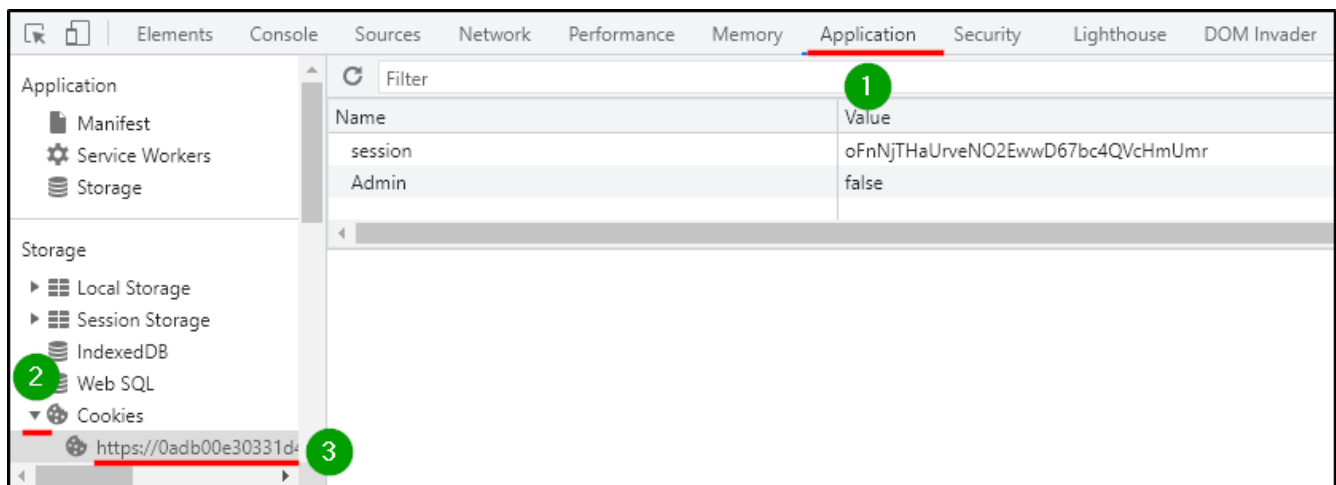 Elements Console Sources Network Performance Memory Application Security Lighthouse DOM Invader
1
Application
Manifest
Service Workers
Storage
Filter
Name Value
session oFnNjTHaUrveNO2EwwD67bc4QVcHmUmr
Admin false
Storage
Local Storage
Session Storage
IndexedDB
2
Web SQL
Cookies
https://0adb00e30331d4
3